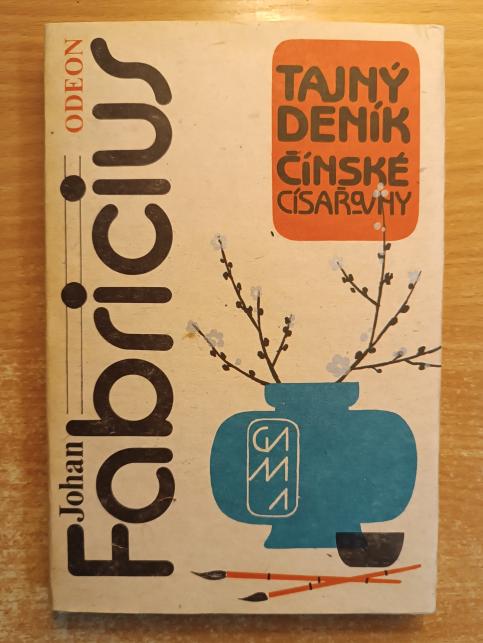 Johan
Fabricius
ODEON
TAJNÝ
DENÍK
ČÍNSKÉ
CÍSAŘOVNY
GAMA